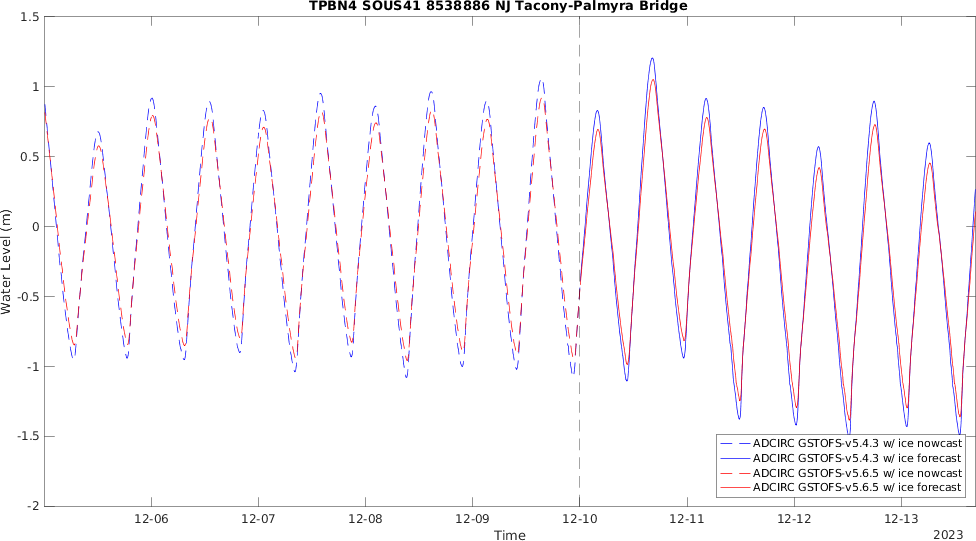 TPBN4 SOUS41 8538886 NJ Tacony-Palmyra Bridge
1.5
1
0.5
0
-0.5
-1
-1.5
-2
Water Level (m)
12-06 12-07 12-08 12-09 12-10 12-11 12-12 12-13
Time
2023
ADCIRC GSTOFS-v5.4.3 w/ ice nowcast
ADCIRC GSTOFS-v5.4.3 w/ ice forecast
ADCIRC GSTOFS-v5.6.5 w/ ice nowcast
ADCIRC GSTOFS-v5.6.5 w/ ice forecast